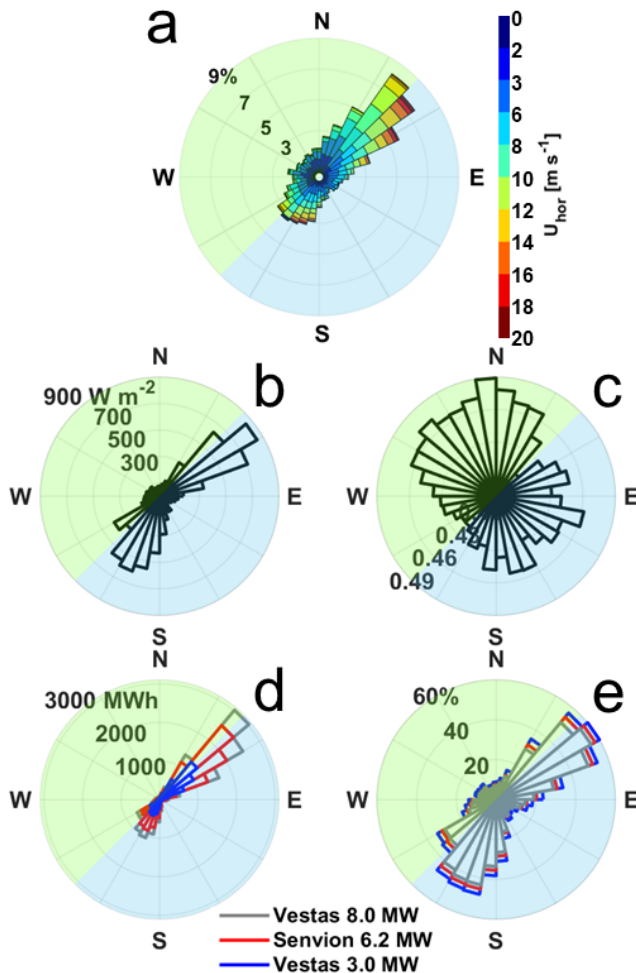 a
N
9%
7
5
3
W
E
S
0
2
3
6
8
10
12
14
16
18
20
U_hor [m s⁻¹]
b
N
900 W m⁻²
700
500
300
W
E
S
c
N
W
E
0.46
0.49
S
d
N
3000 MWh
2000
1000
W
E
S
e
N
60%
40
20
W
E
S
Vestas 8.0 MW
Senvion 6.2 MW
Vestas 3.0 MW